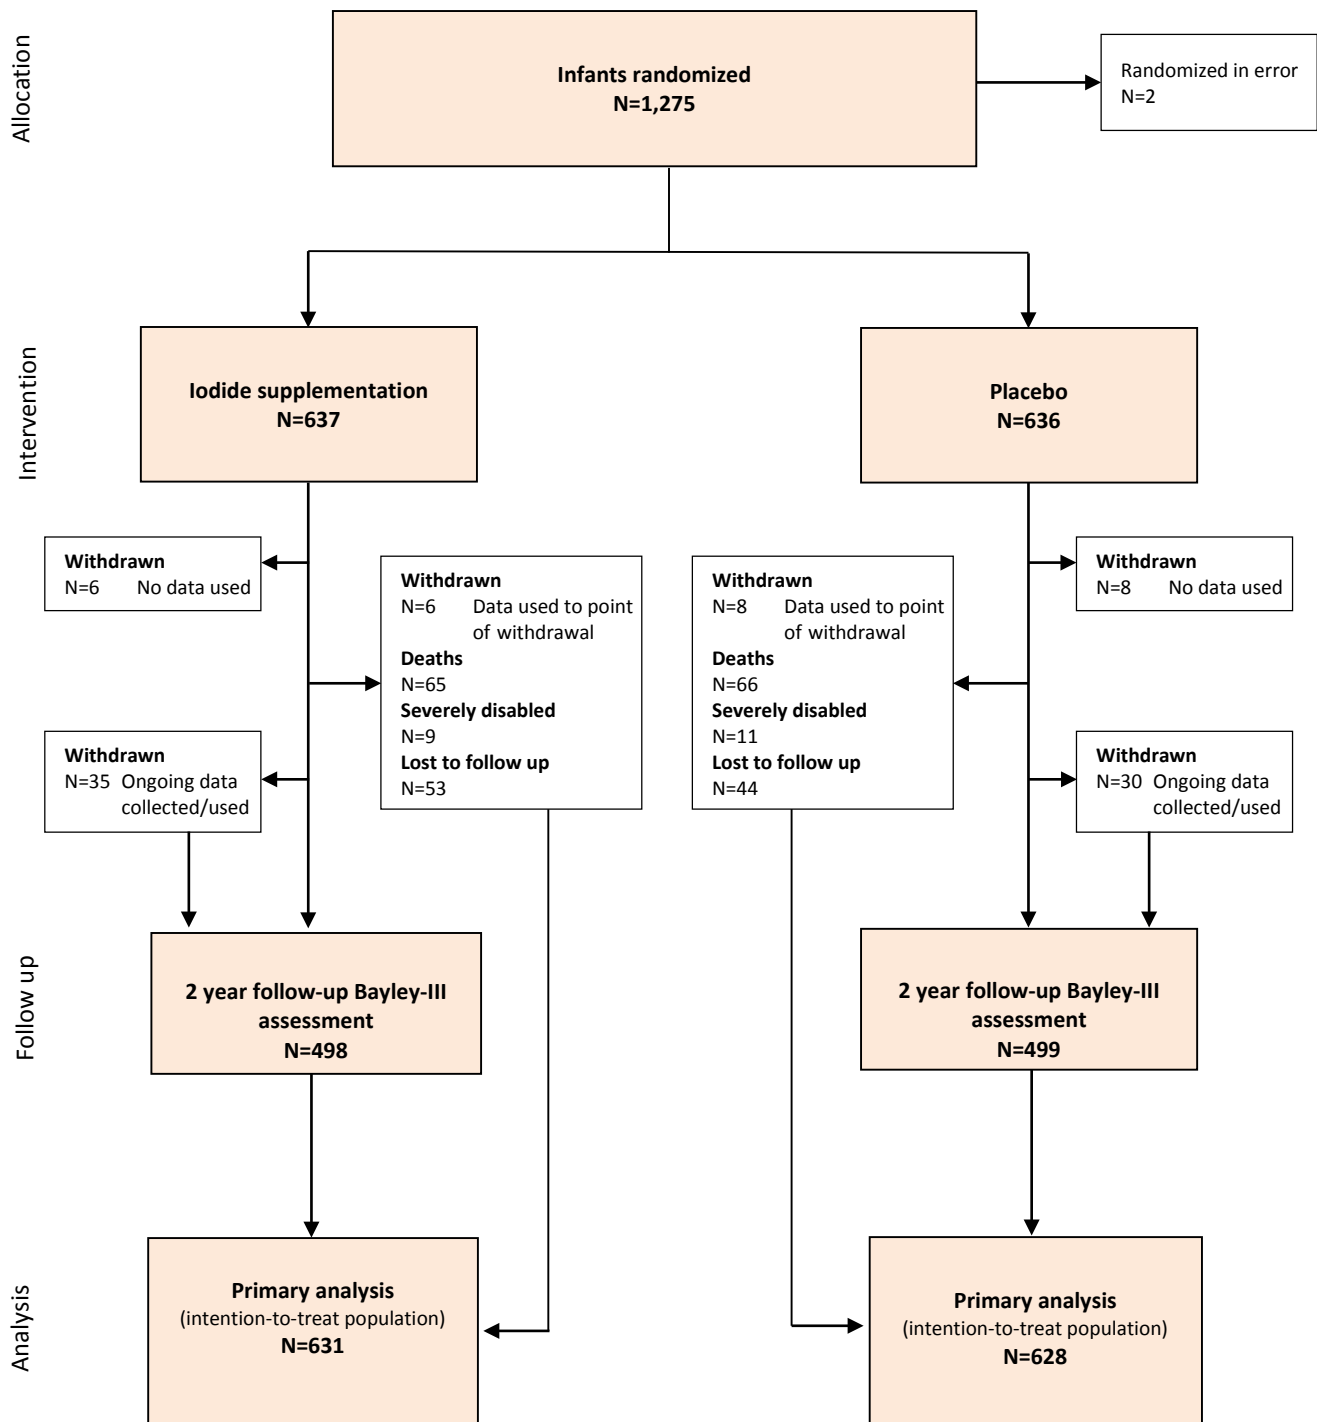 Allocation
Infants randomized
N=1,275
Randomized in error
N=2
Intervention
Iodide supplementation
N=637
Placebo
N=636
Withdrawn
N=6 No data used
Withdrawn
N=6 Data used to point
of withdrawal
Deaths
N=65
Severely disabled
N=9
Lost to follow up
N=53
Withdrawn
N=8 Data used to point
of withdrawal
Deaths
N=66
Severely disabled
N=11
Lost to follow up
N=44
Withdrawn
N=8 No data used
Withdrawn
N=35 Ongoing data
collected/used
Withdrawn
N=30 Ongoing data
collected/used
Follow up
2 year follow-up Bayley-III
assessment
N=498
2 year follow-up Bayley-III
assessment
N=499
Analysis
Primary analysis
(intention-to-treat population)
N=631
Primary analysis
(intention-to-treat population)
N=628